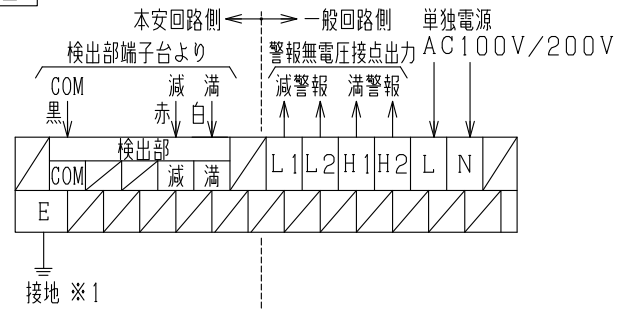 本安回路側 一般回路側 単独電源
検出部端子台より 警報無電圧接点出力 AC100V/200V
COM 減 満 減警報 満警報
黒 赤 白
検出部
COM 減 満 L1 L2 H1 H2 L N
E
接地 ※1